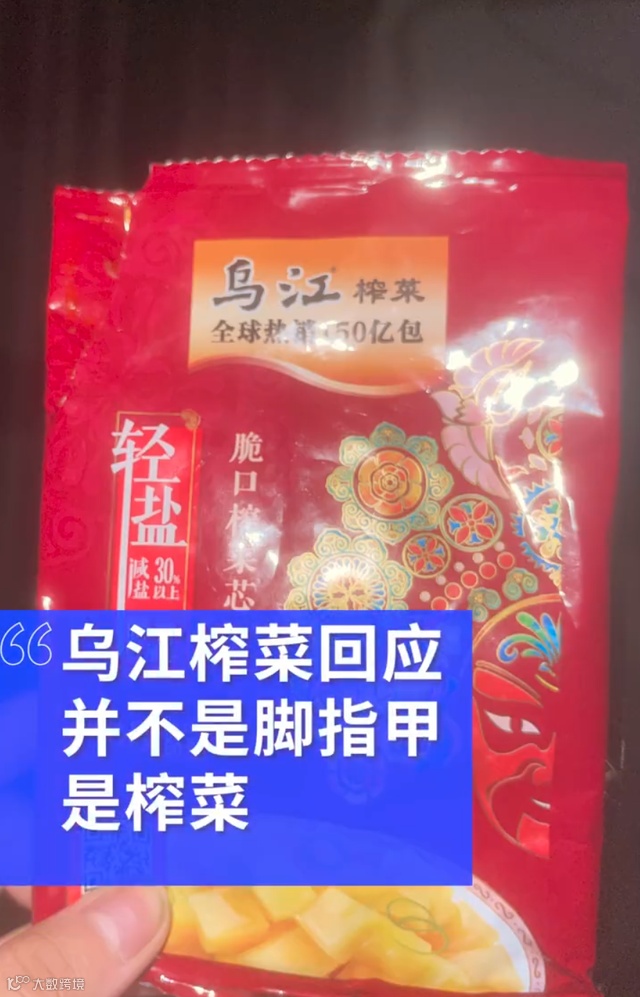 乌江榨菜
全球热销150亿包
轻盐
减盐30%以上
脆口榨菜芯
“乌江榨菜回应
并不是脚指甲
是榨菜
大数跨境